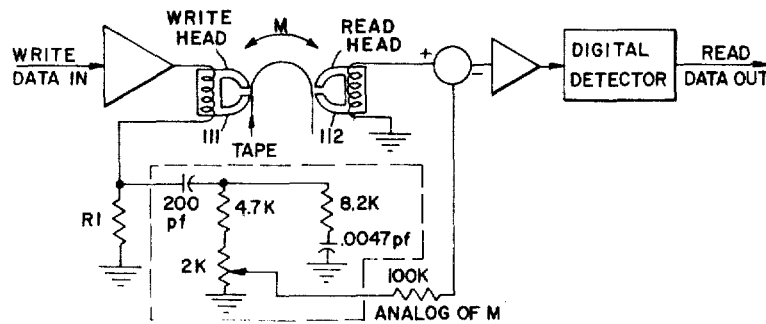 WRITE
HEAD
M
READ
HEAD
WRITE
DATA IN
+
−
DIGITAL
DETECTOR
READ
DATA OUT
111
112
TAPE
200
pf
4.7K
8.2K
.0047pf
R1
2K
100K
ANALOG OF M